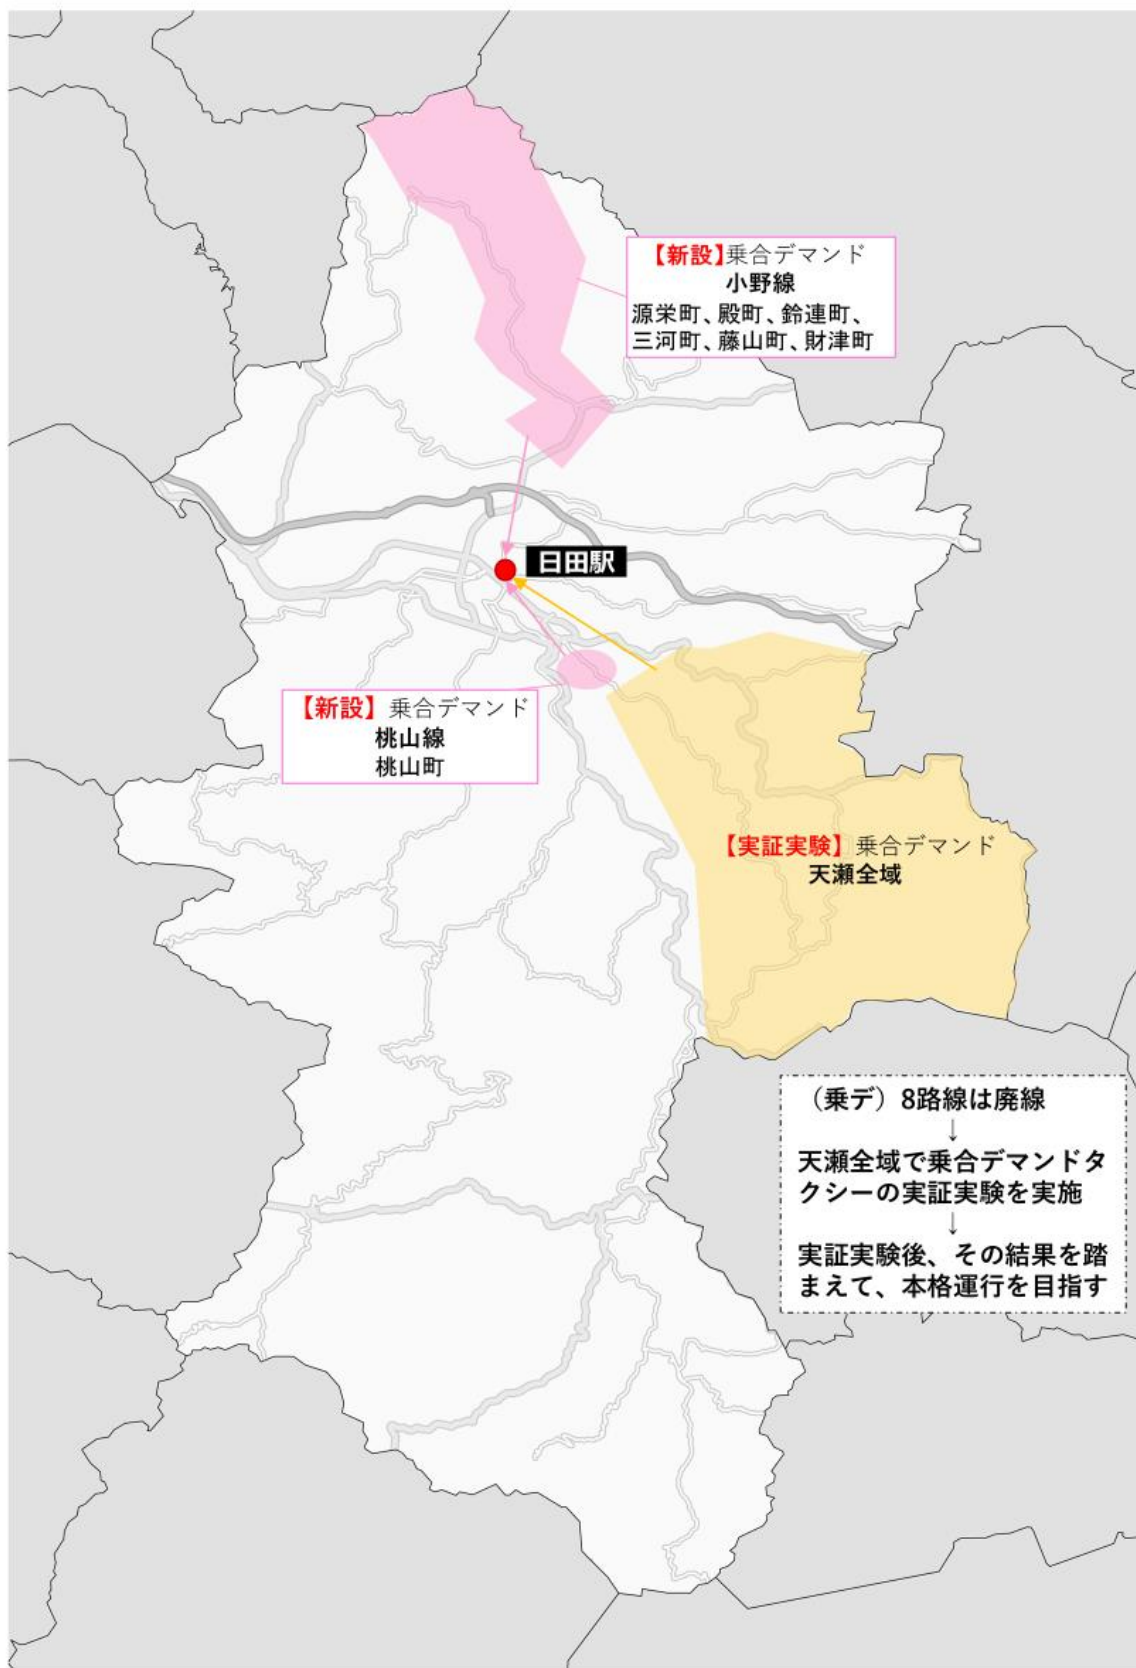 【新設】乗合デマンド
小野線
源栄町、殿町、鈴連町、
三河町、藤山町、財津町
日田駅
【新設】乗合デマンド
桃山線
桃山町
【実証実験】乗合デマンド
天瀬全域
（乗デ）8路線は廃線
↓
天瀬全域で乗合デマンドタ
クシーの実証実験を実施
↓
実証実験後、その結果を踏
まえて、本格運行を目指す